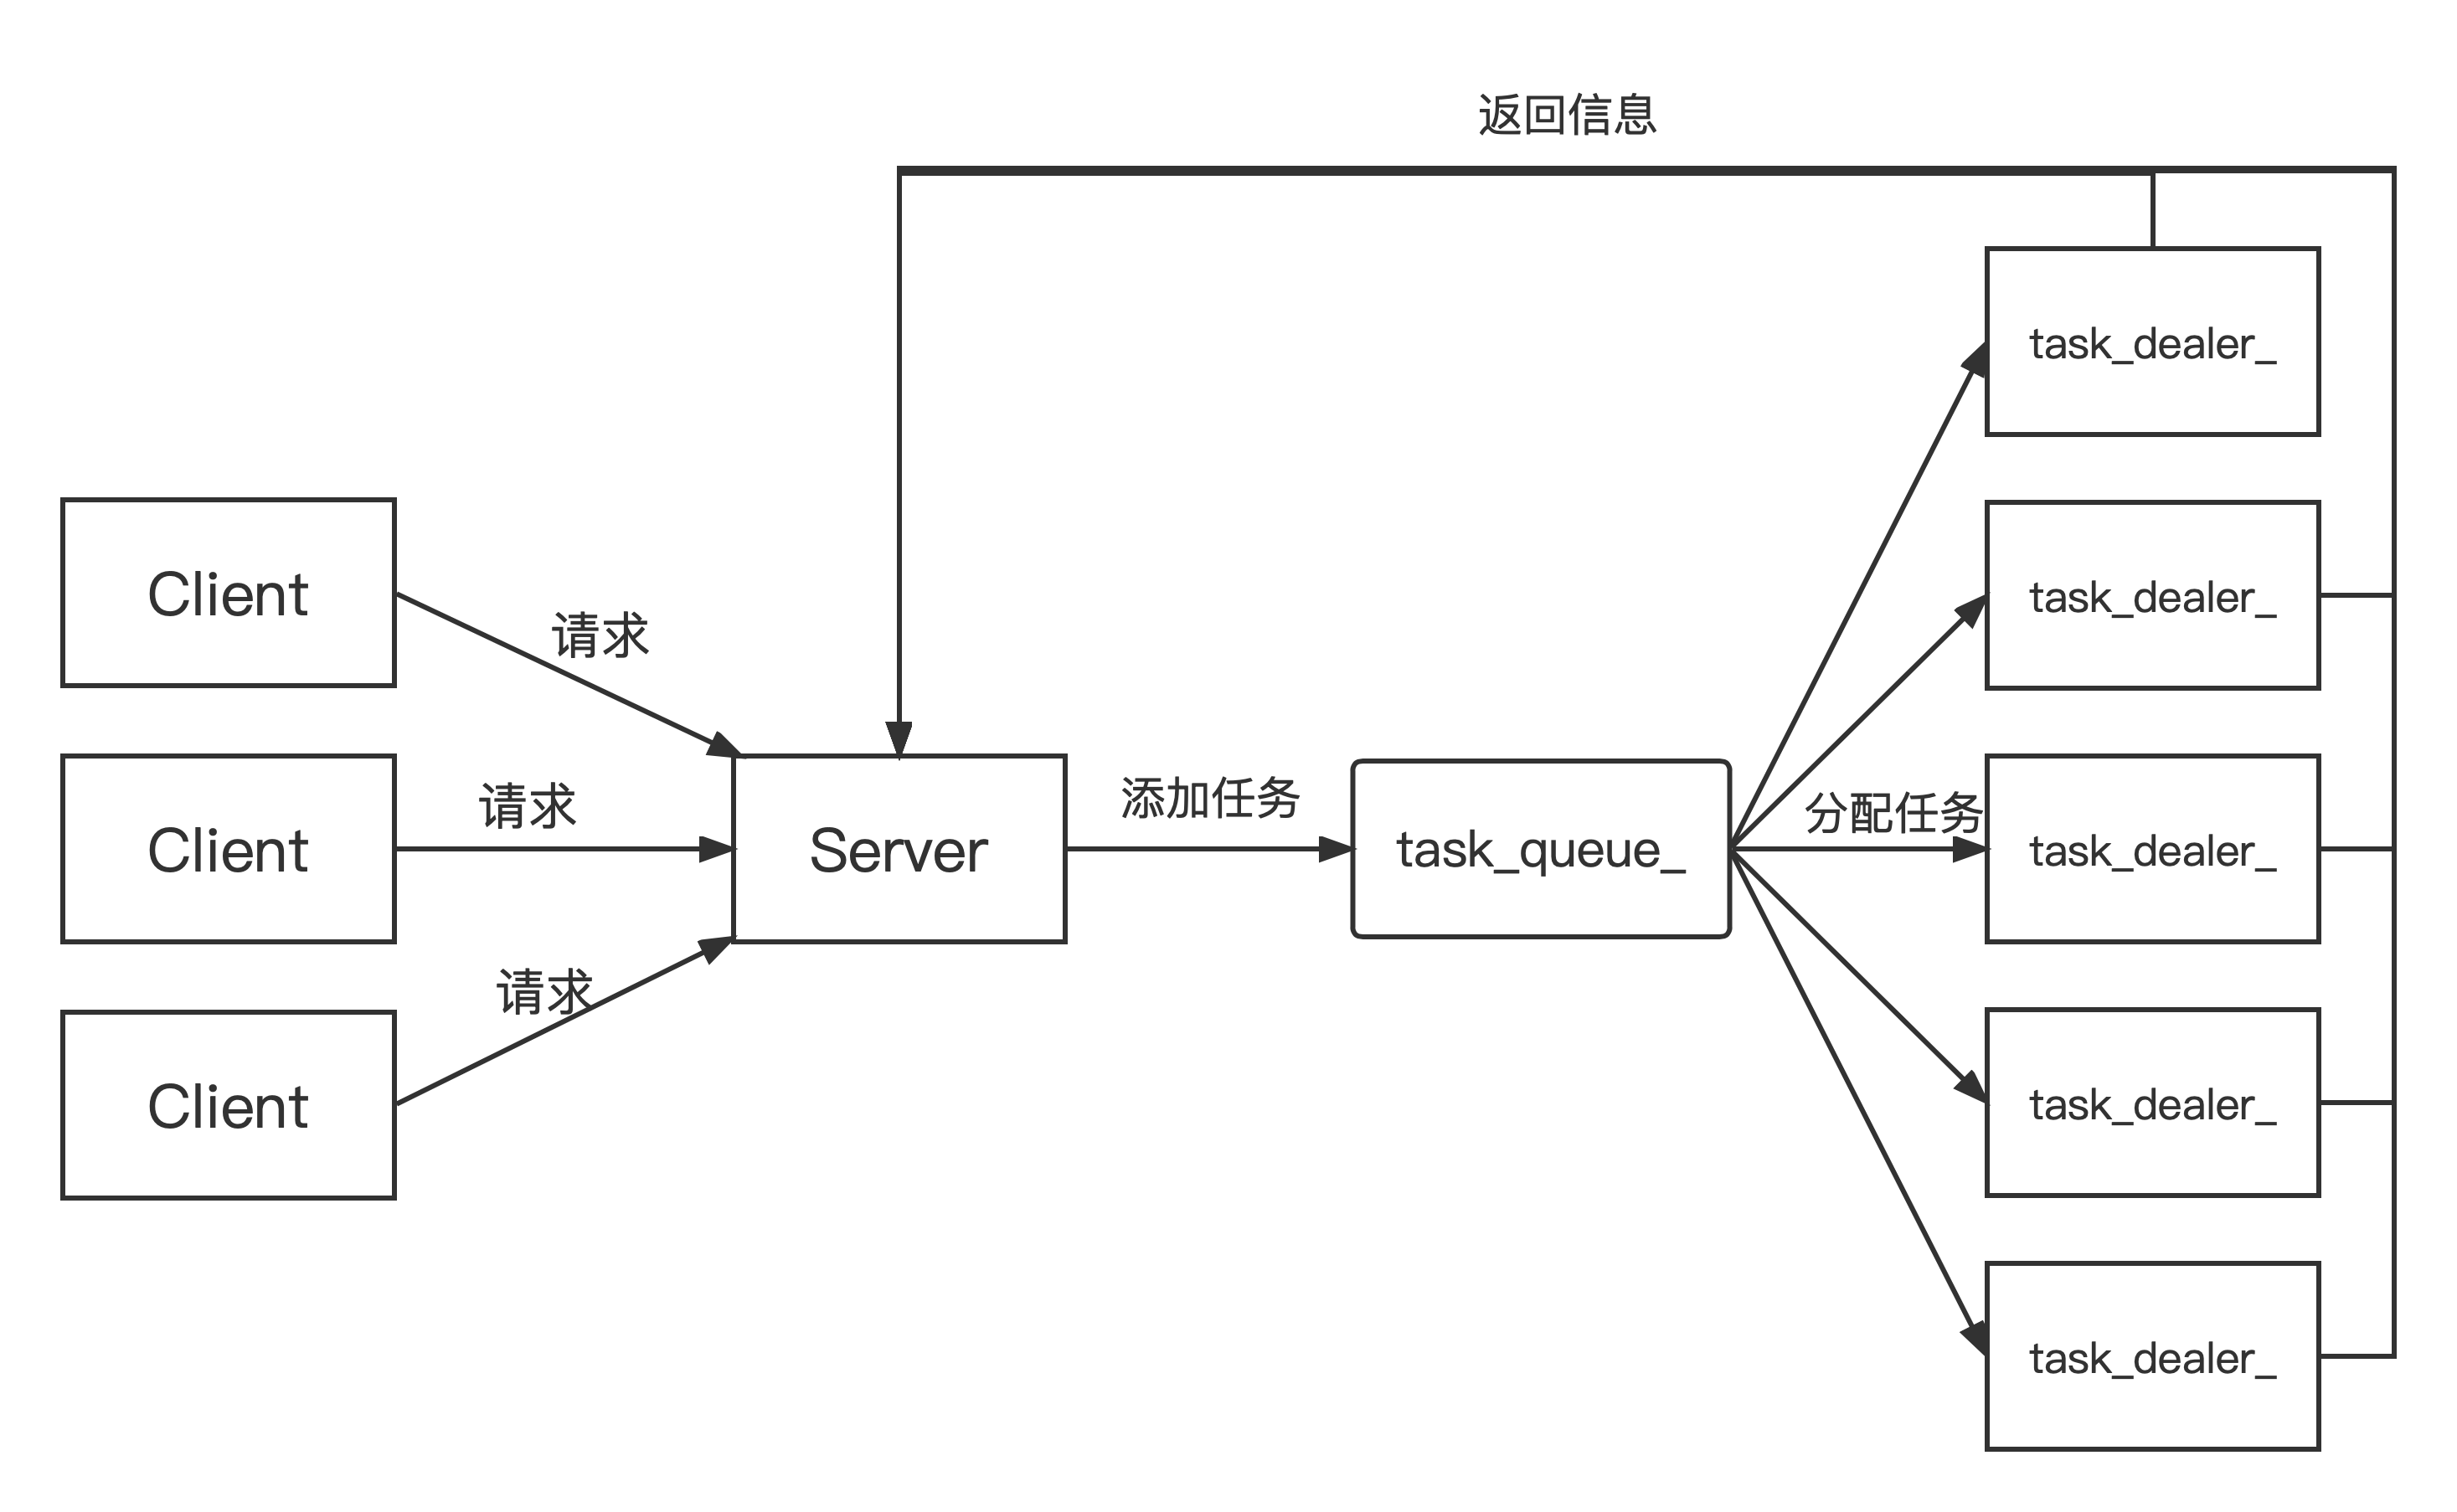 返回信息
task_dealer_
Client
请求
task_dealer_
Client
请求
Server
添加任务
task_queue_
分配任务
task_dealer_
请求
Client
task_dealer_
task_dealer_